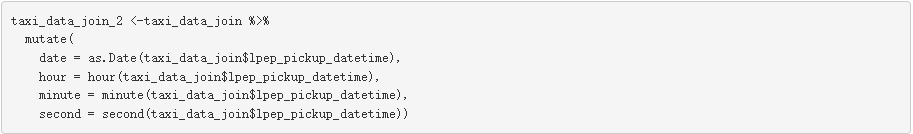 taxi_data_join_2 <-taxi_data_join %>%
  mutate(
    date = as.Date(taxi_data_join$lpep_pickup_datetime),
    hour = hour(taxi_data_join$lpep_pickup_datetime),
    minute = minute(taxi_data_join$lpep_pickup_datetime),
    second = second(taxi_data_join$lpep_pickup_datetime))